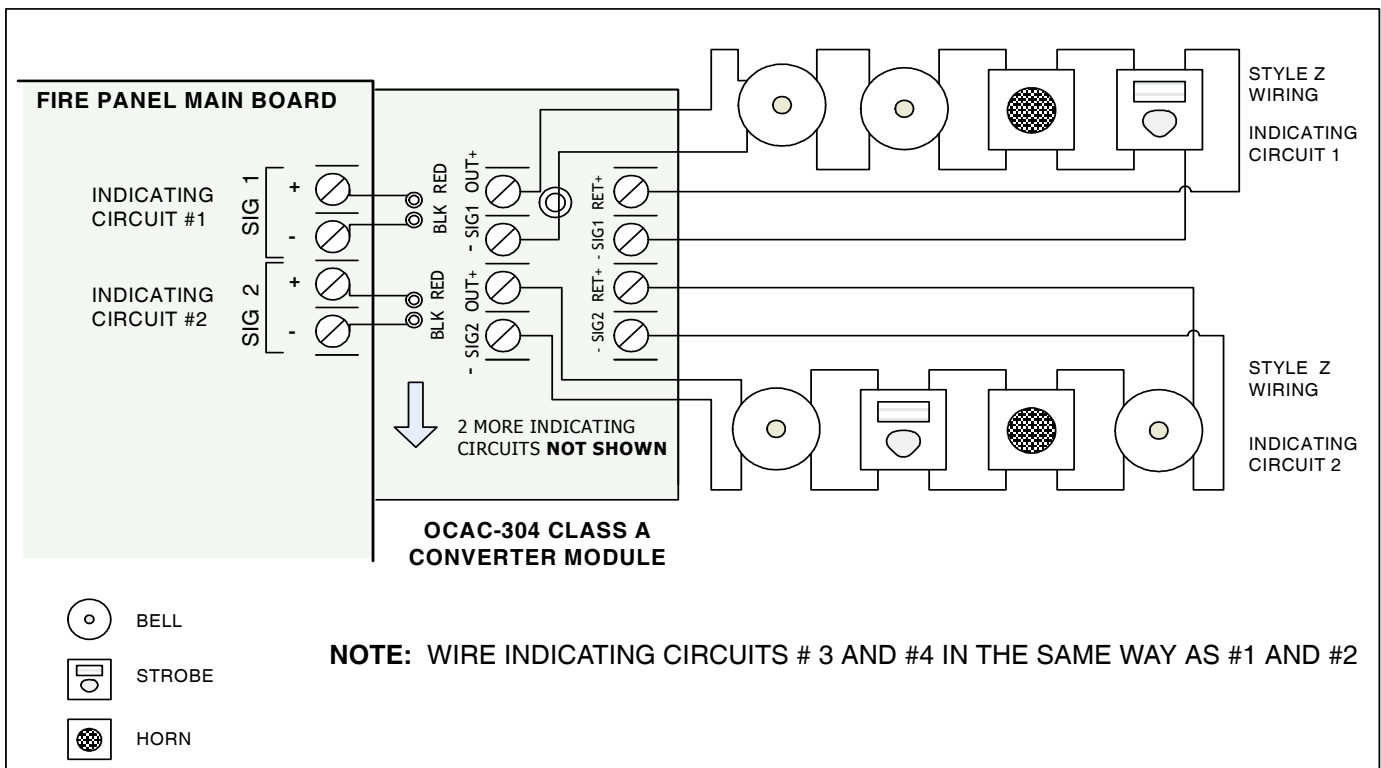 FIRE PANEL MAIN BOARD
INDICATING
CIRCUIT #1
SIG 1
+
-
INDICATING
CIRCUIT #2
SIG 2
+
-
BLK RED
- SIG1 OUT+
- SIG1 RET+
BLK RED
- SIG2 OUT+
- SIG2 RET+
2 MORE INDICATING
CIRCUITS NOT SHOWN
OCAC-304 CLASS A
CONVERTER MODULE
STYLE Z
WIRING
INDICATING
CIRCUIT 1
STYLE Z
WIRING
INDICATING
CIRCUIT 2
BELL
STROBE
HORN
NOTE: WIRE INDICATING CIRCUITS # 3 AND #4 IN THE SAME WAY AS #1 AND #2